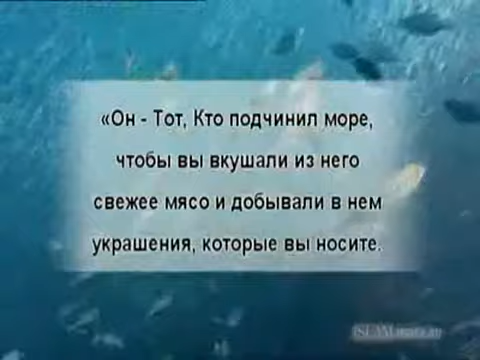 «Он - Тот, Кто подчинил море,
чтобы вы вкушали из него
свежее мясо и добывали в нем
украшения, которые вы носите.